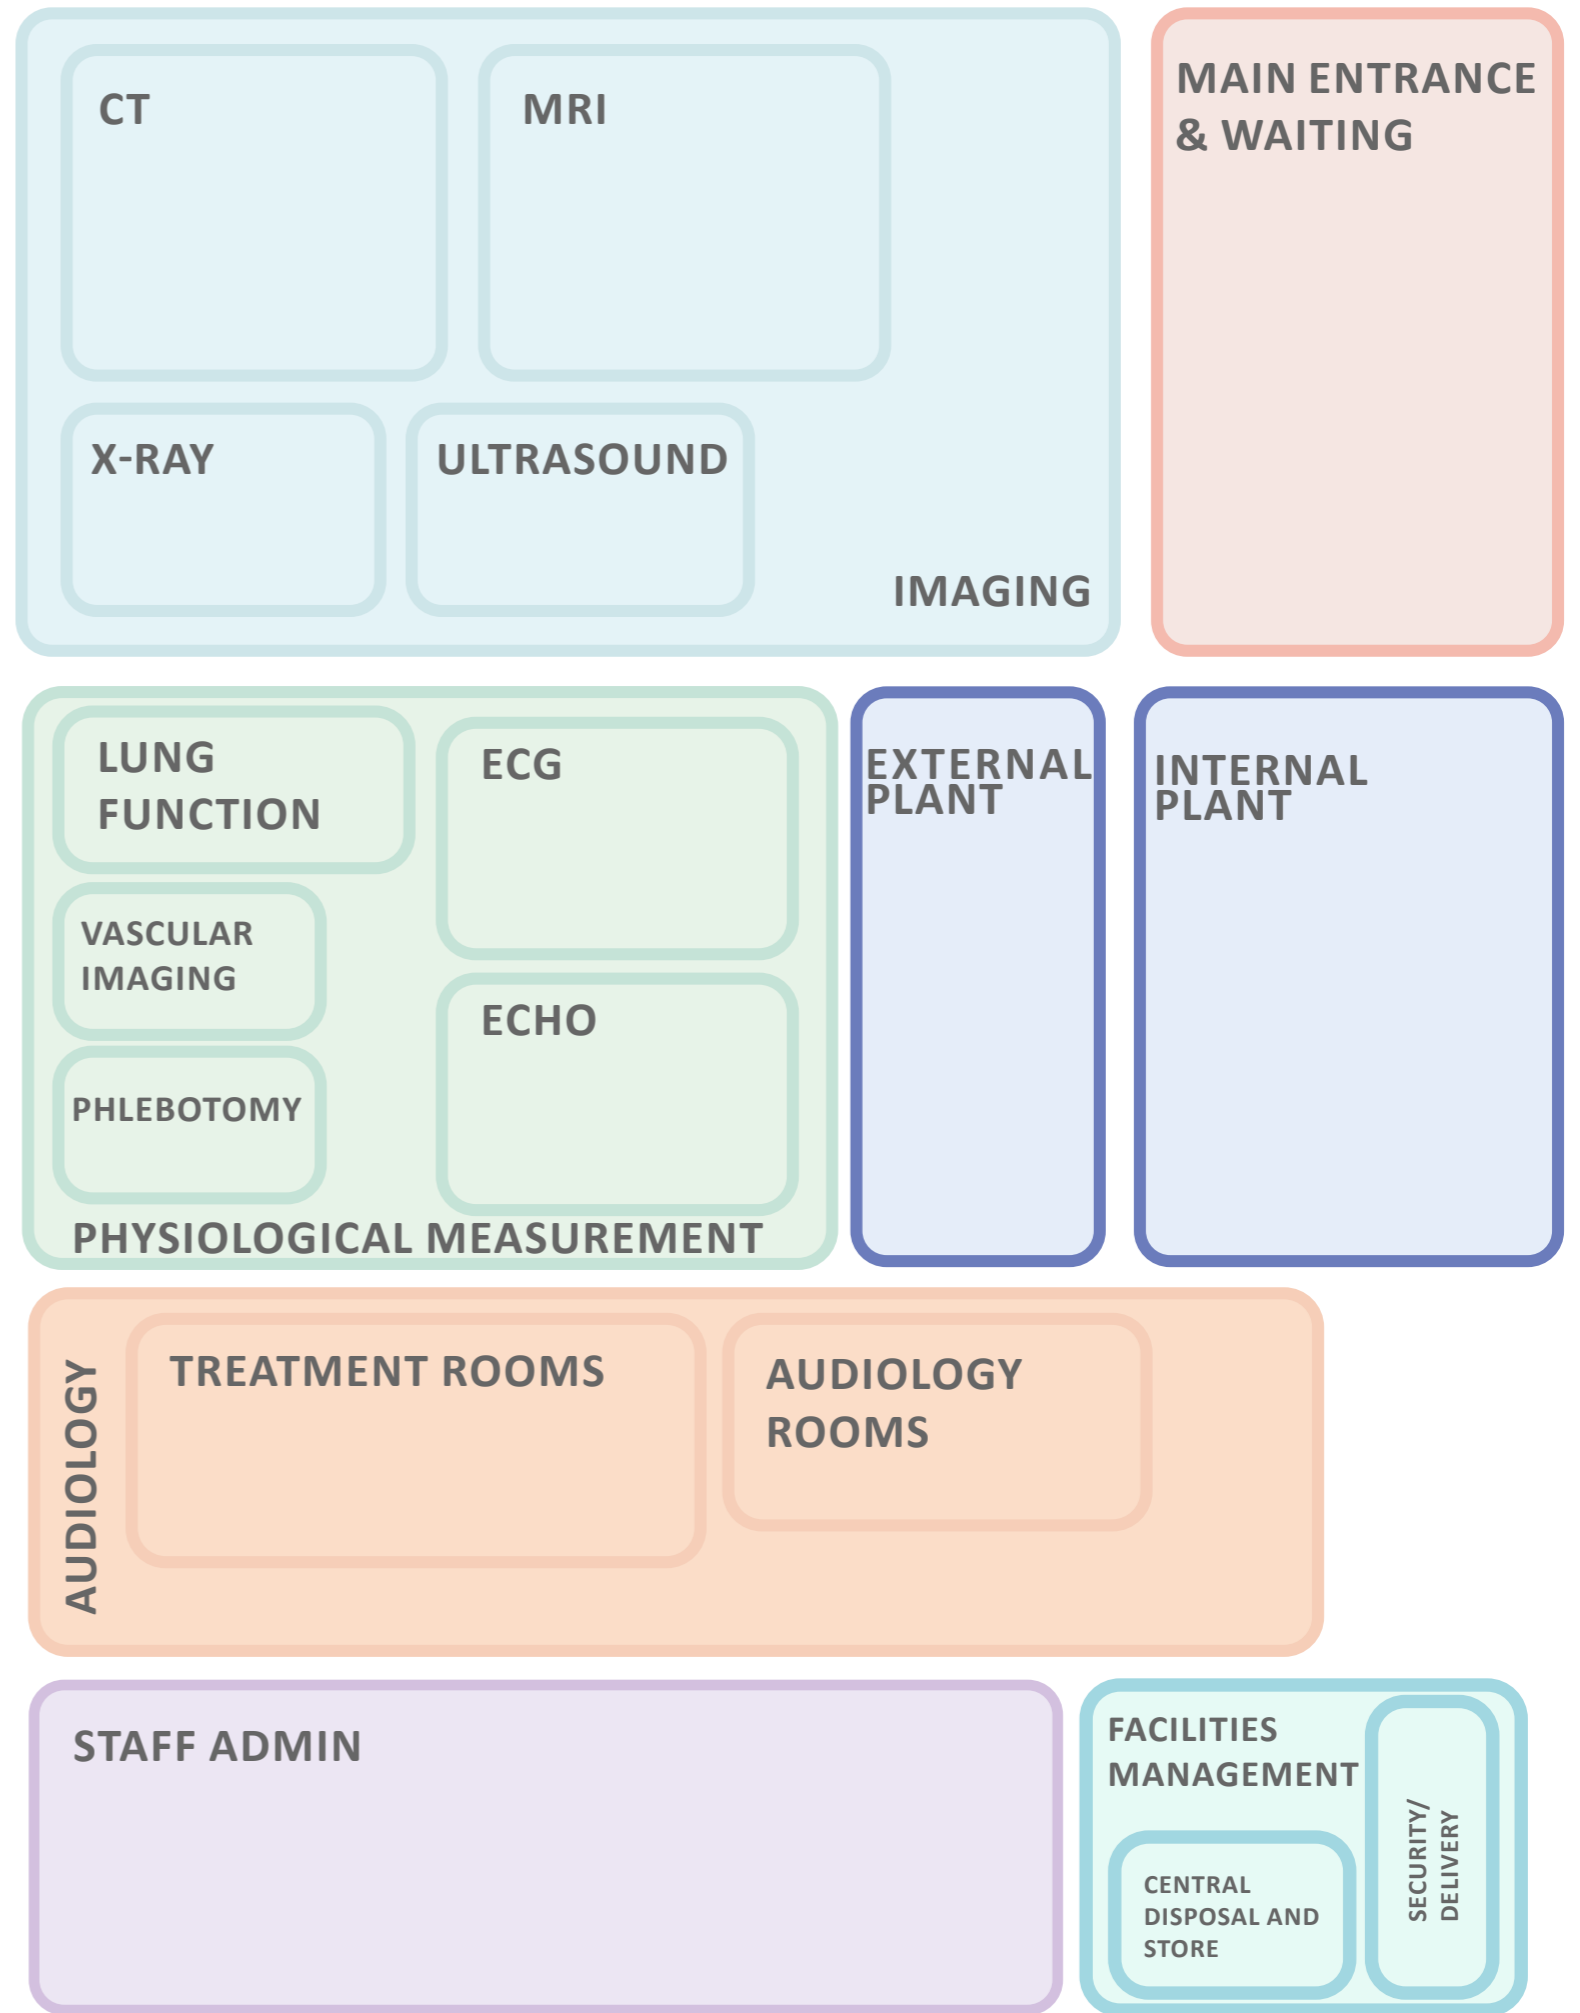 CT
MRI
X-RAY
ULTRASOUND
IMAGING
MAIN ENTRANCE
& WAITING
LUNG
FUNCTION
ECG
VASCULAR
IMAGING
ECHO
PHLEBOTOMY
PHYSIOLOGICAL MEASUREMENT
EXTERNAL
PLANT
INTERNAL
PLANT
AUDIOLOGY
TREATMENT ROOMS
AUDIOLOGY
ROOMS
STAFF ADMIN
FACILITIES
MANAGEMENT
CENTRAL
DISPOSAL AND
STORE
SECURITY/
DELIVERY